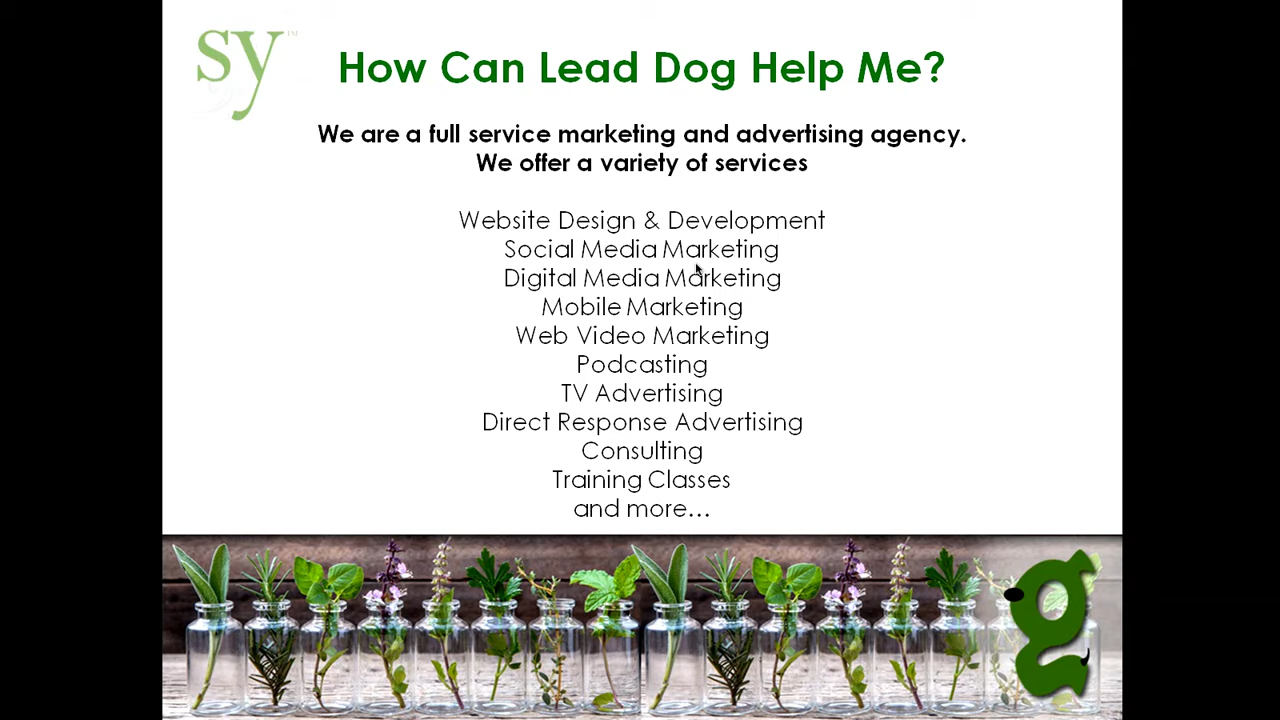 sy™
How Can Lead Dog Help Me?
We are a full service marketing and advertising agency.
We offer a variety of services
Website Design & Development
Social Media Marketing
Digital Media Marketing
Mobile Marketing
Web Video Marketing
Podcasting
TV Advertising
Direct Response Advertising
Consulting
Training Classes
and more...
g